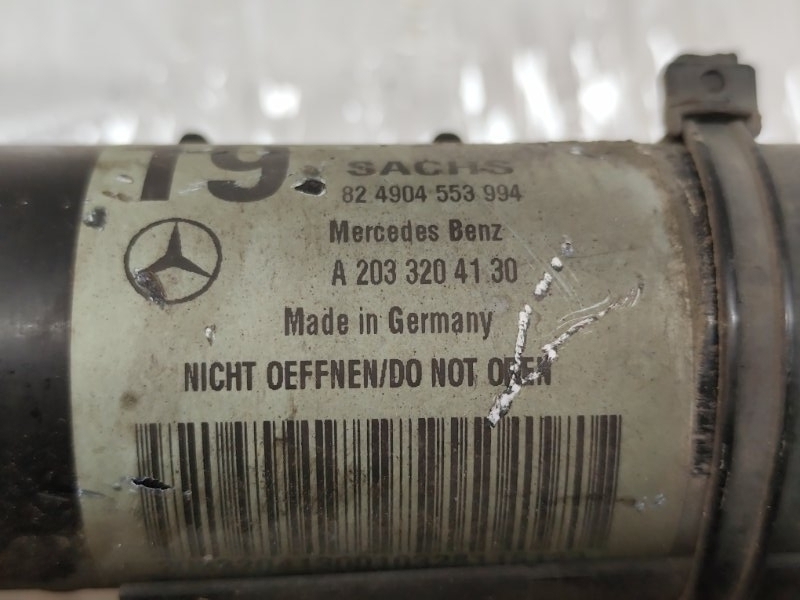 19
SACHS
82 4904 553 994
Mercedes Benz
A 203 320 41 30
Made in Germany
NICHT OEFFNEN/DO NOT OPEN